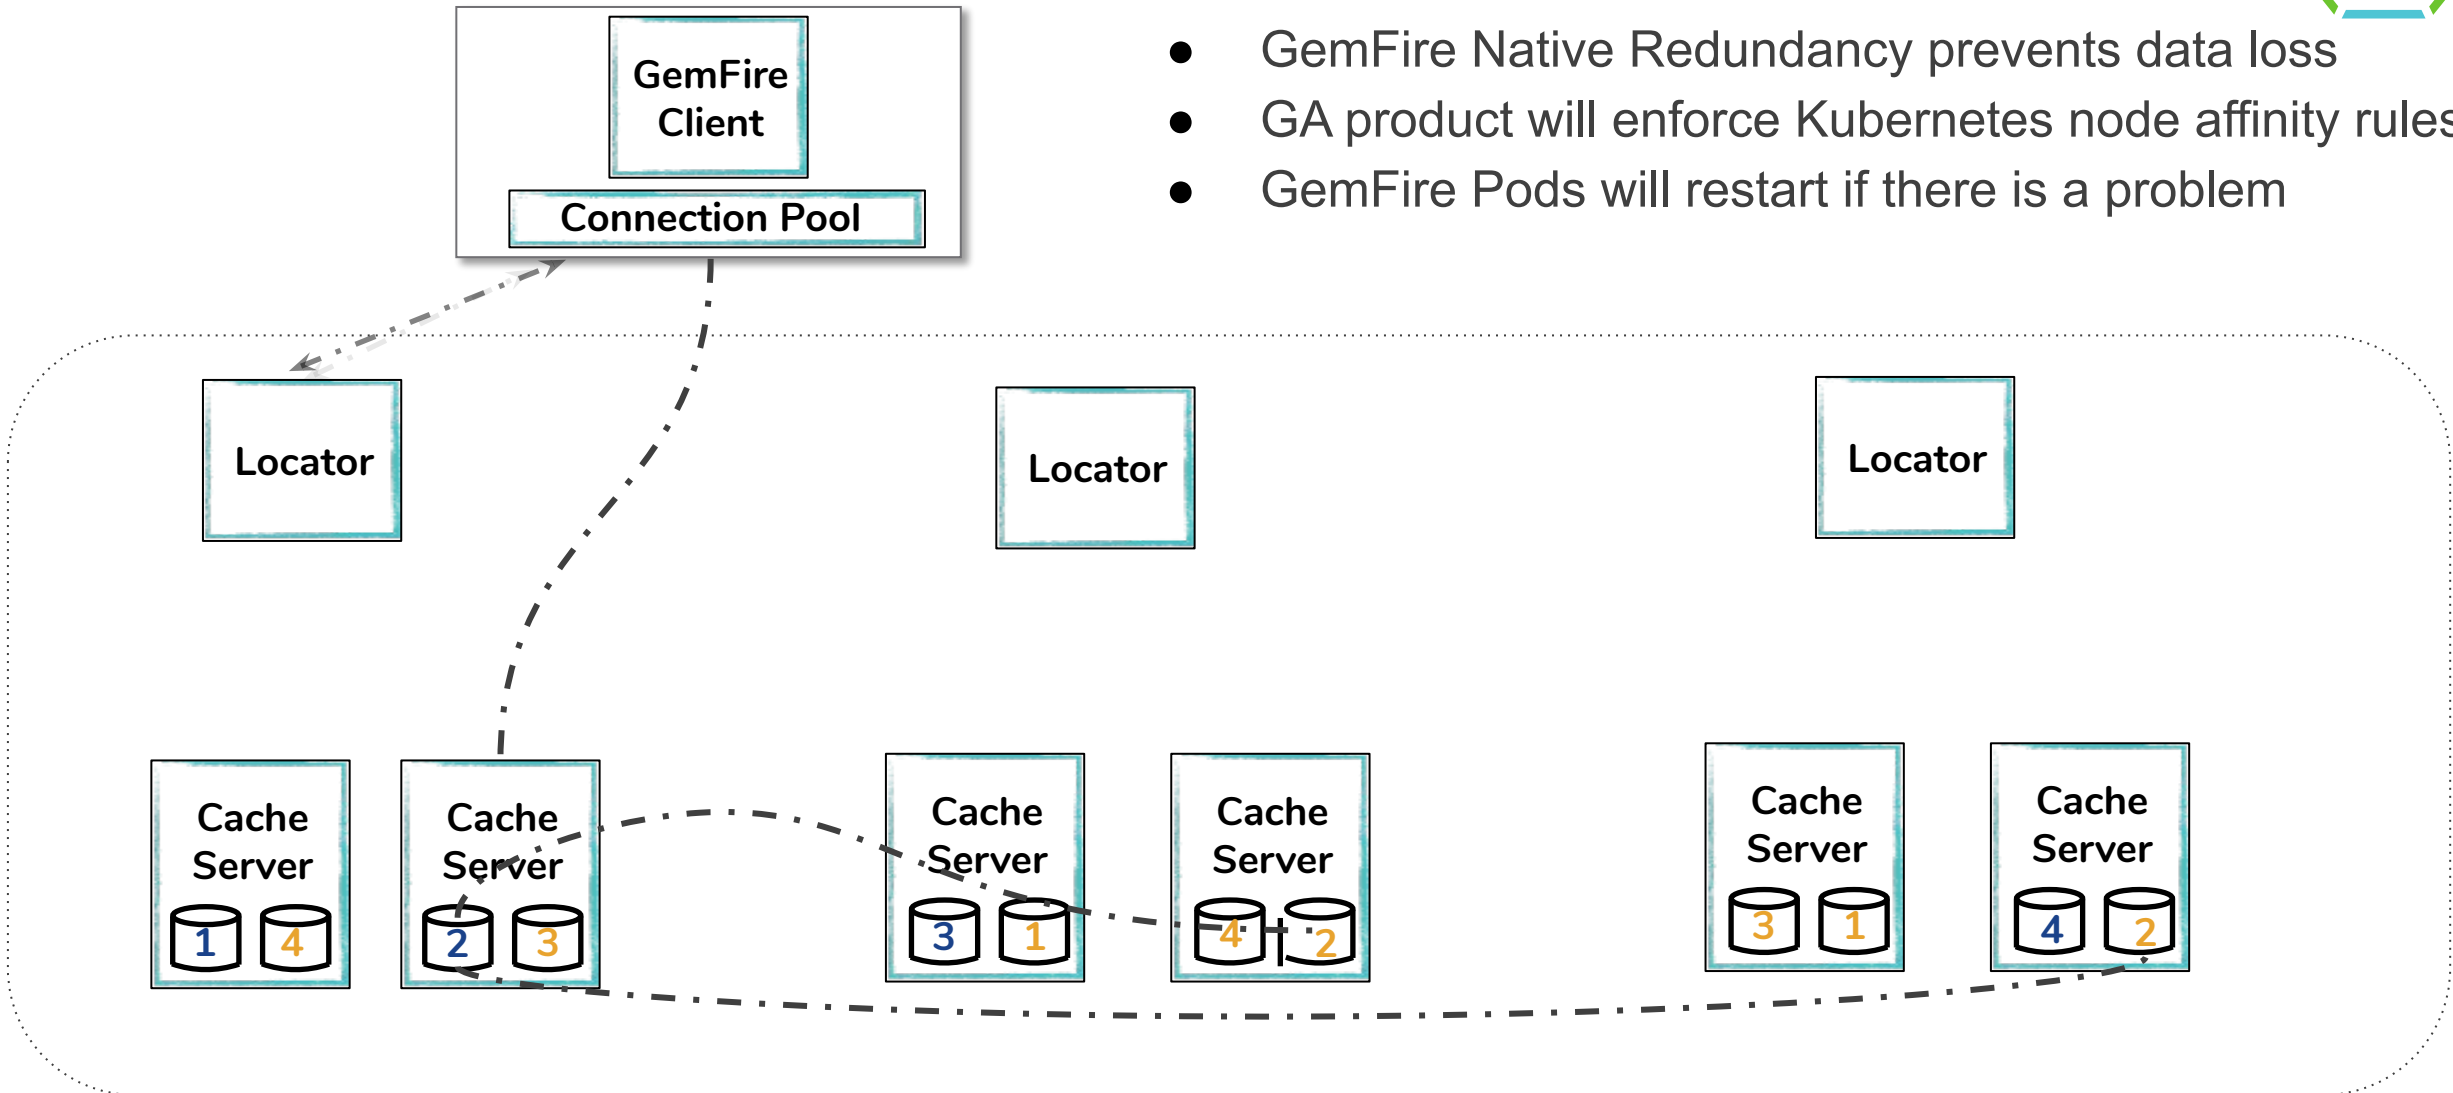 GemFire
Client
Connection Pool
● GemFire Native Redundancy prevents data loss
● GA product will enforce Kubernetes node affinity rules
● GemFire Pods will restart if there is a problem
Locator
Locator
Locator
Cache
Server
1 4
Cache
Server
2 3
Cache
Server
3 1
Cache
Server
4 2
Cache
Server
3 1
Cache
Server
4 2